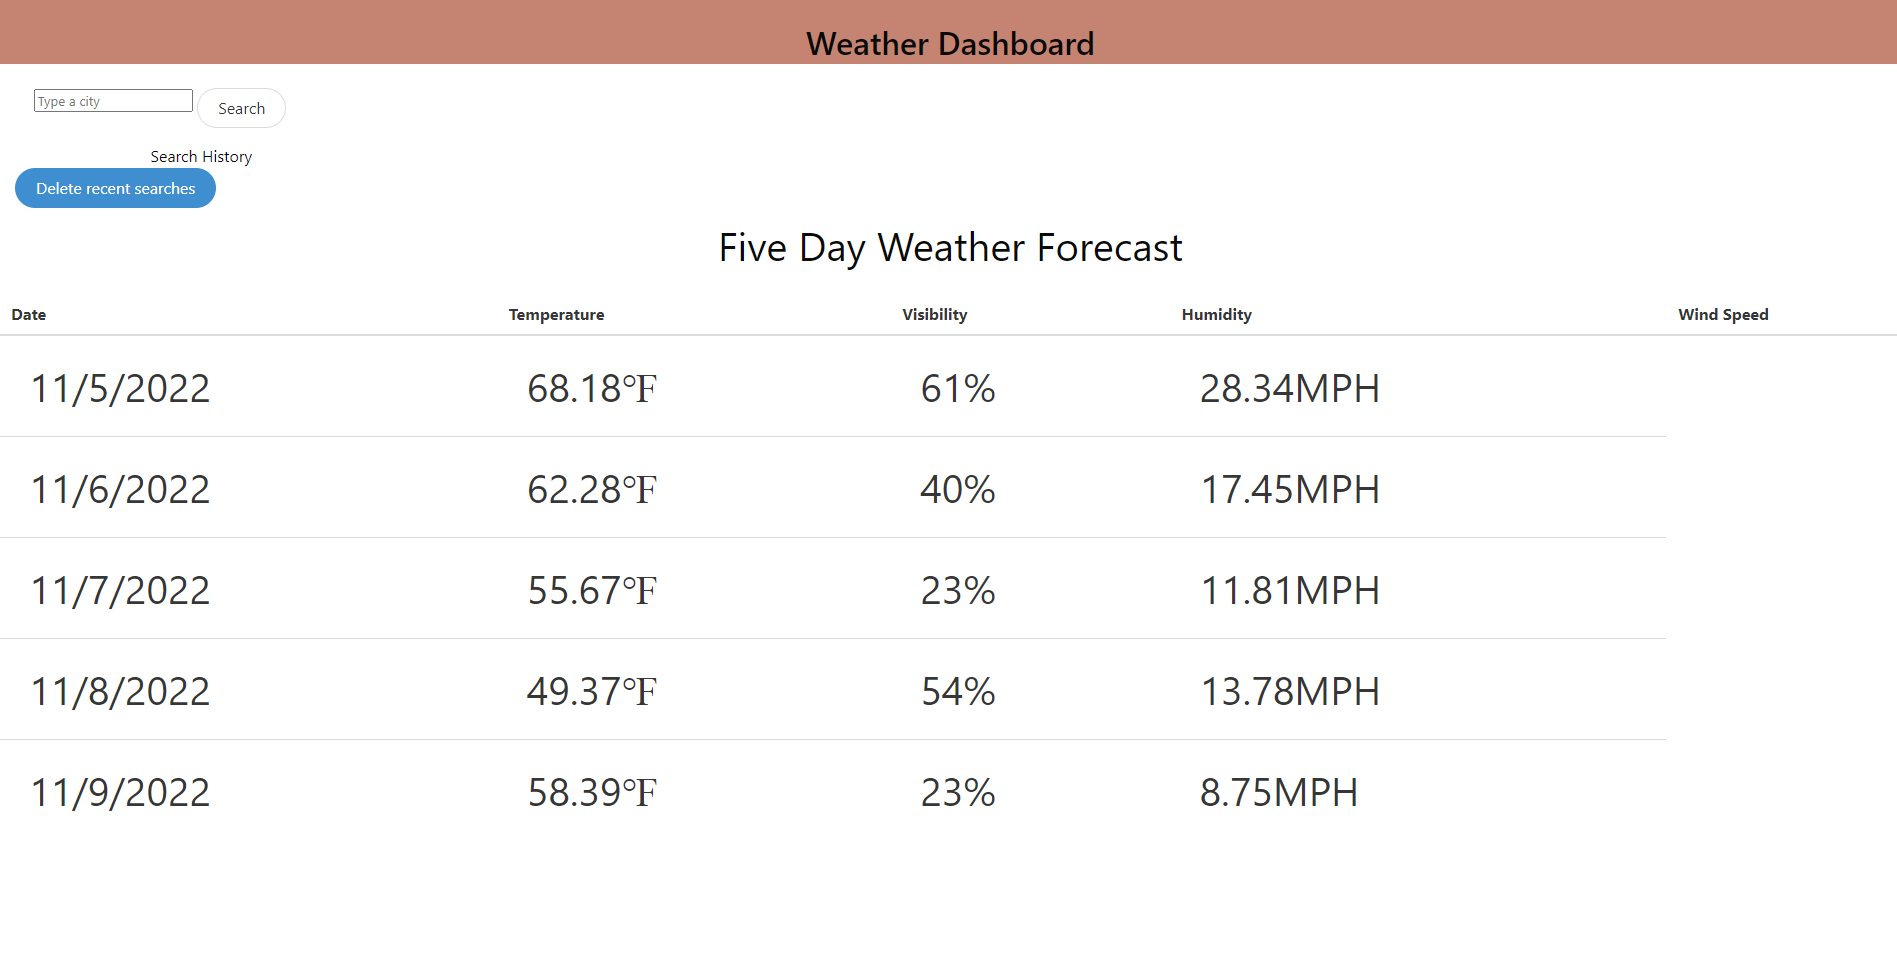 Weather Dashboard
Type a city Search
Search History
Delete recent searches
Five Day Weather Forecast
Date Temperature Visibility Humidity Wind Speed
11/5/2022 68.18°F 61% 28.34MPH
11/6/2022 62.28°F 40% 17.45MPH
11/7/2022 55.67°F 23% 11.81MPH
11/8/2022 49.37°F 54% 13.78MPH
11/9/2022 58.39°F 23% 8.75MPH